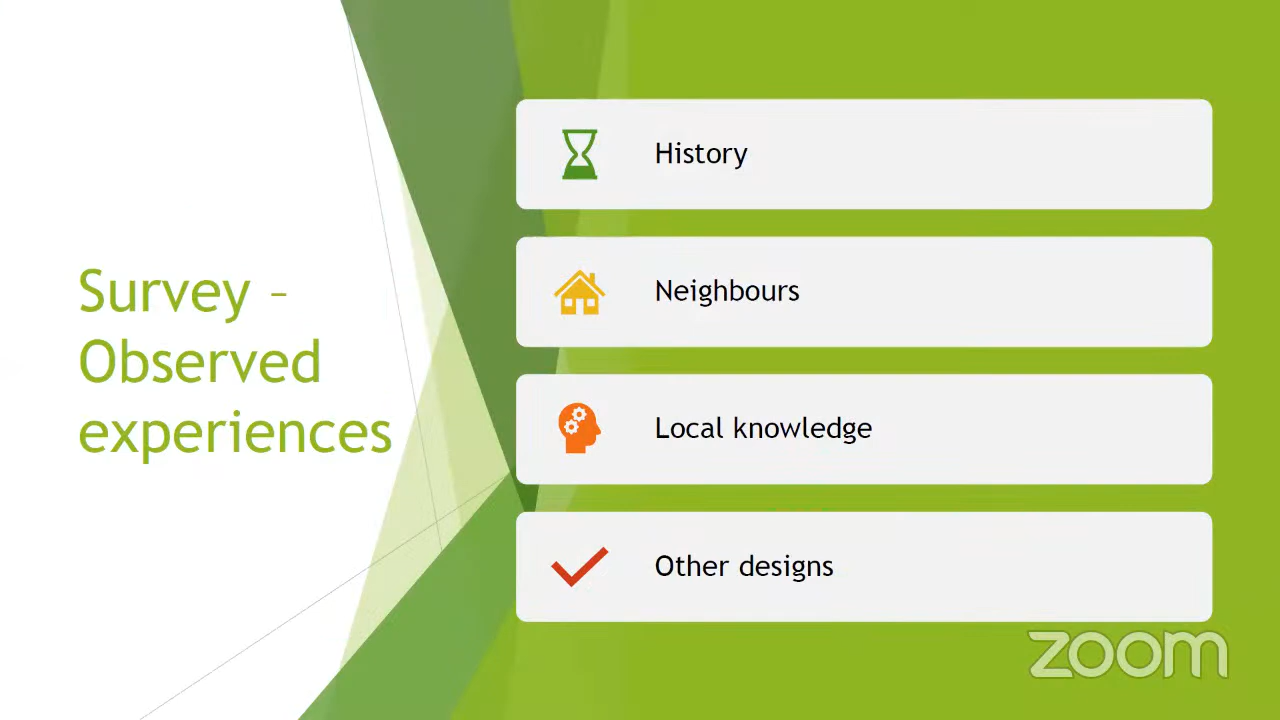 Survey –
Observed
experiences
History
Neighbours
Local knowledge
Other designs
zoom